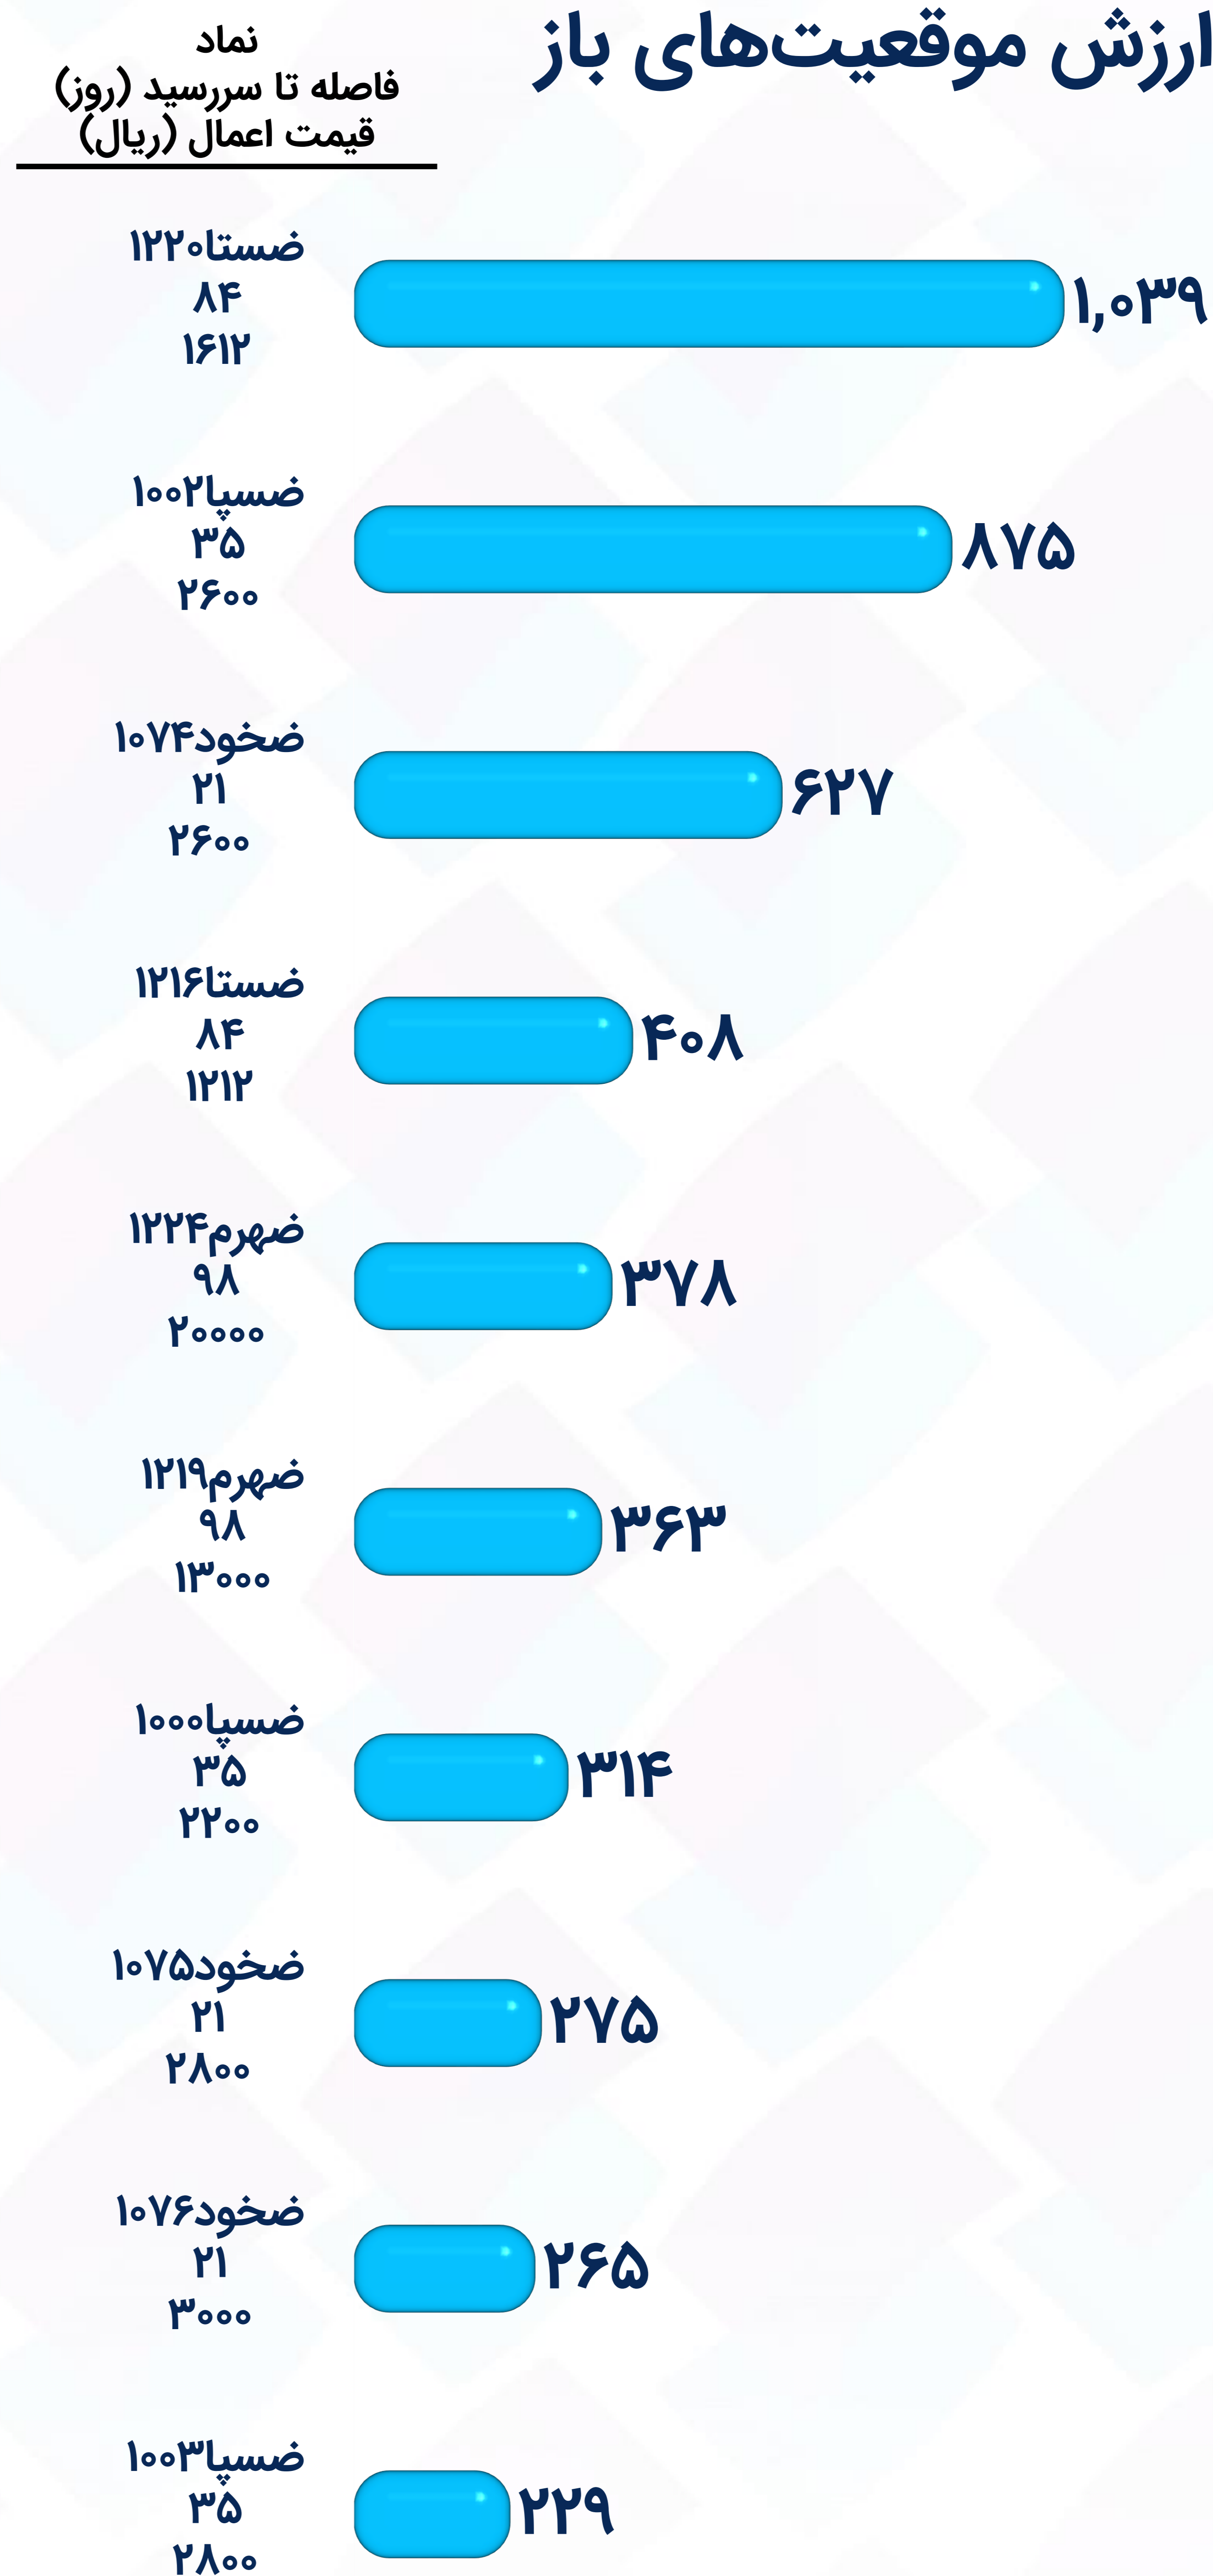 ارزش موقعیت‌های باز
نماد
فاصله تا سررسید (روز)
قیمت اعمال (ریال)
ضستا۱۲۲۰
۸۴
۱۶۱۲
۱,۰۳۹
ضسپا۱۰۰۲
۳۵
۲۶۰۰
۸۷۵
ضخود۱۰۷۴
۲۱
۲۶۰۰
۶۲۷
ضستا۱۲۱۶
۸۴
۱۲۱۲
۴۰۸
ضهرم۱۲۲۴
۹۸
۲۰۰۰۰
۳۷۸
ضهرم۱۲۱۹
۹۸
۱۳۰۰۰
۳۶۳
ضسپا۱۰۰۰
۳۵
۲۲۰۰
۳۱۴
ضخود۱۰۷۵
۲۱
۲۸۰۰
۲۷۵
ضخود۱۰۷۶
۲۱
۳۰۰۰
۲۶۵
ضسپا۱۰۰۳
۳۵
۲۸۰۰
۲۲۹